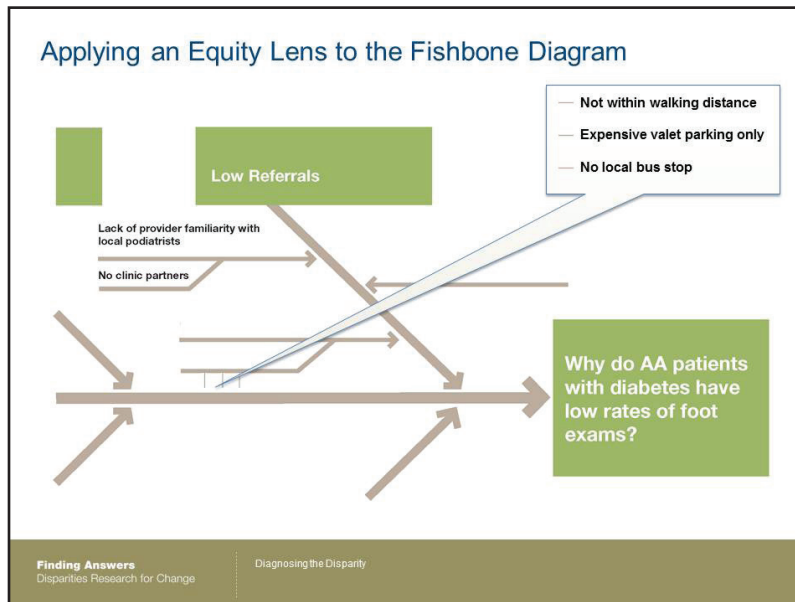 Applying an Equity Lens to the Fishbone Diagram
— Not within walking distance
— Expensive valet parking only
— No local bus stop
Low Referrals
Lack of provider familiarity with
local podiatrists
No clinic partners
Why do AA patients
with diabetes have
low rates of foot
exams?
Finding Answers
Disparities Research for Change
Diagnosing the Disparity